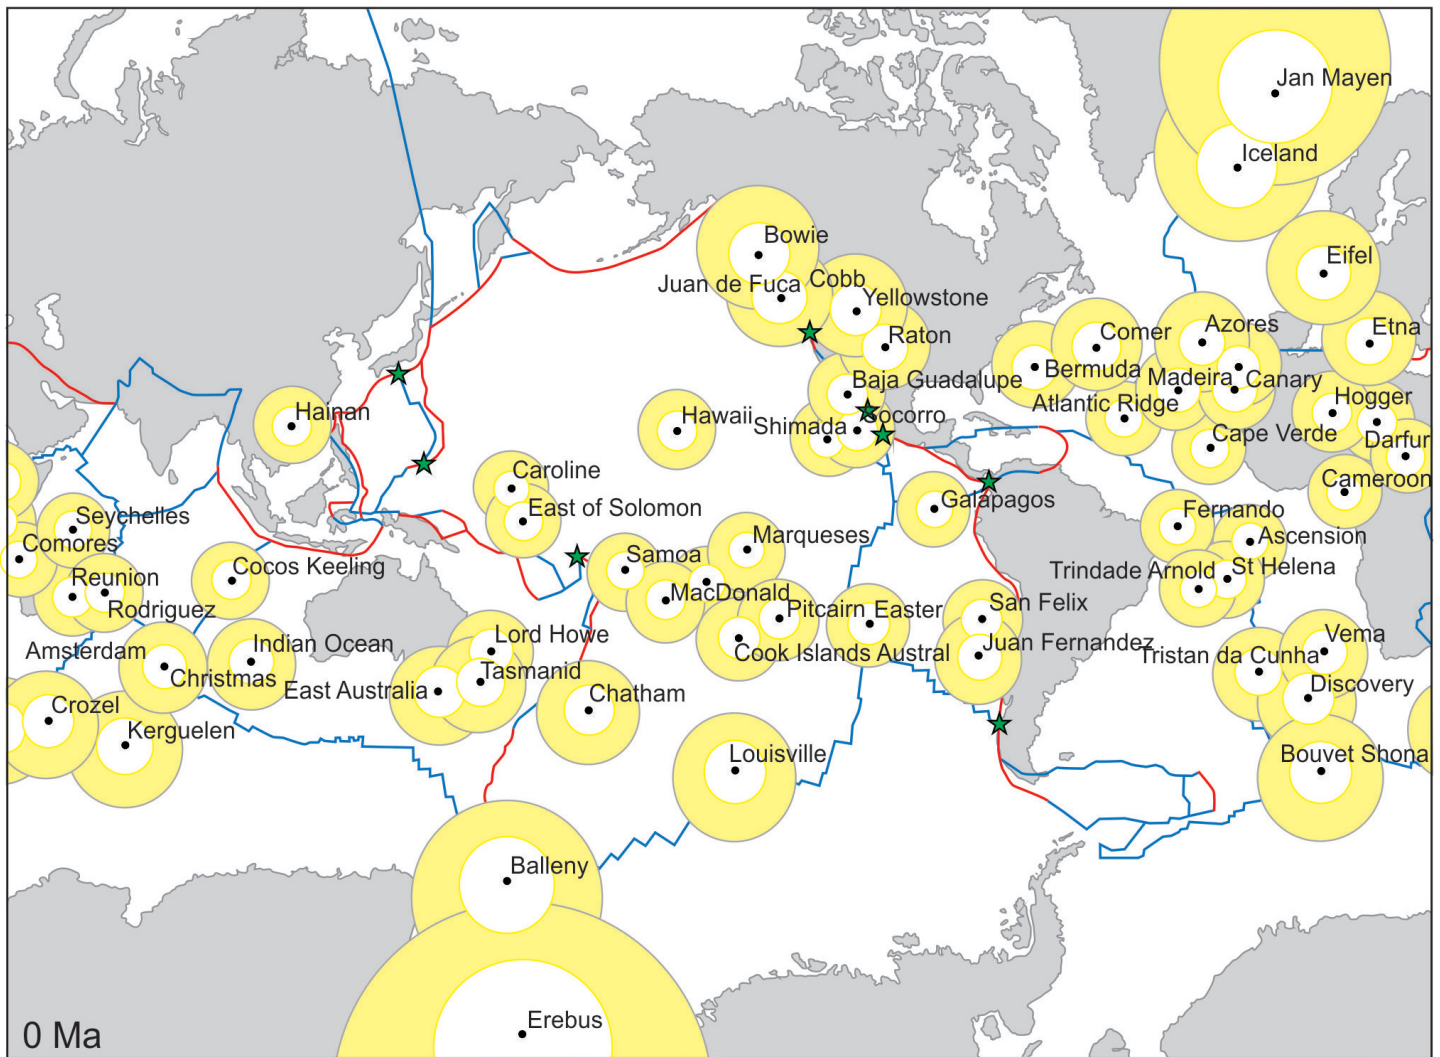 Jan Mayen
Iceland
Bowie
Eifel
Juan de Fuca
Cobb
Yellowstone
Raton
Comer
Azores
Etna
Bermuda
Baja Guadalupe
Madeira
Canary
Hainan
Hawaii
Shimada
Socorro
Atlantic Ridge
Hogger
Cape Verde
Darfur
Caroline
Cameroon
East of Solomon
Galapagos
Seychelles
Fernando
Comores
Samoa
Marqueses
Ascension
Cocos Keeling
Reunion
Trindade Arnold
St Helena
Rodriguez
MacDonald
Pitcairn Easter
San Felix
Indian Ocean
Lord Howe
Amsterdam
Cook Islands Austral
Juan Fernandez
Vema
Tristan da Cunha
Christmas
Tasmanid
East Australia
Chatham
Discovery
Crozel
Kerguelen
Louisville
Bouvet Shona
Balleny
Erebus
0 Ma